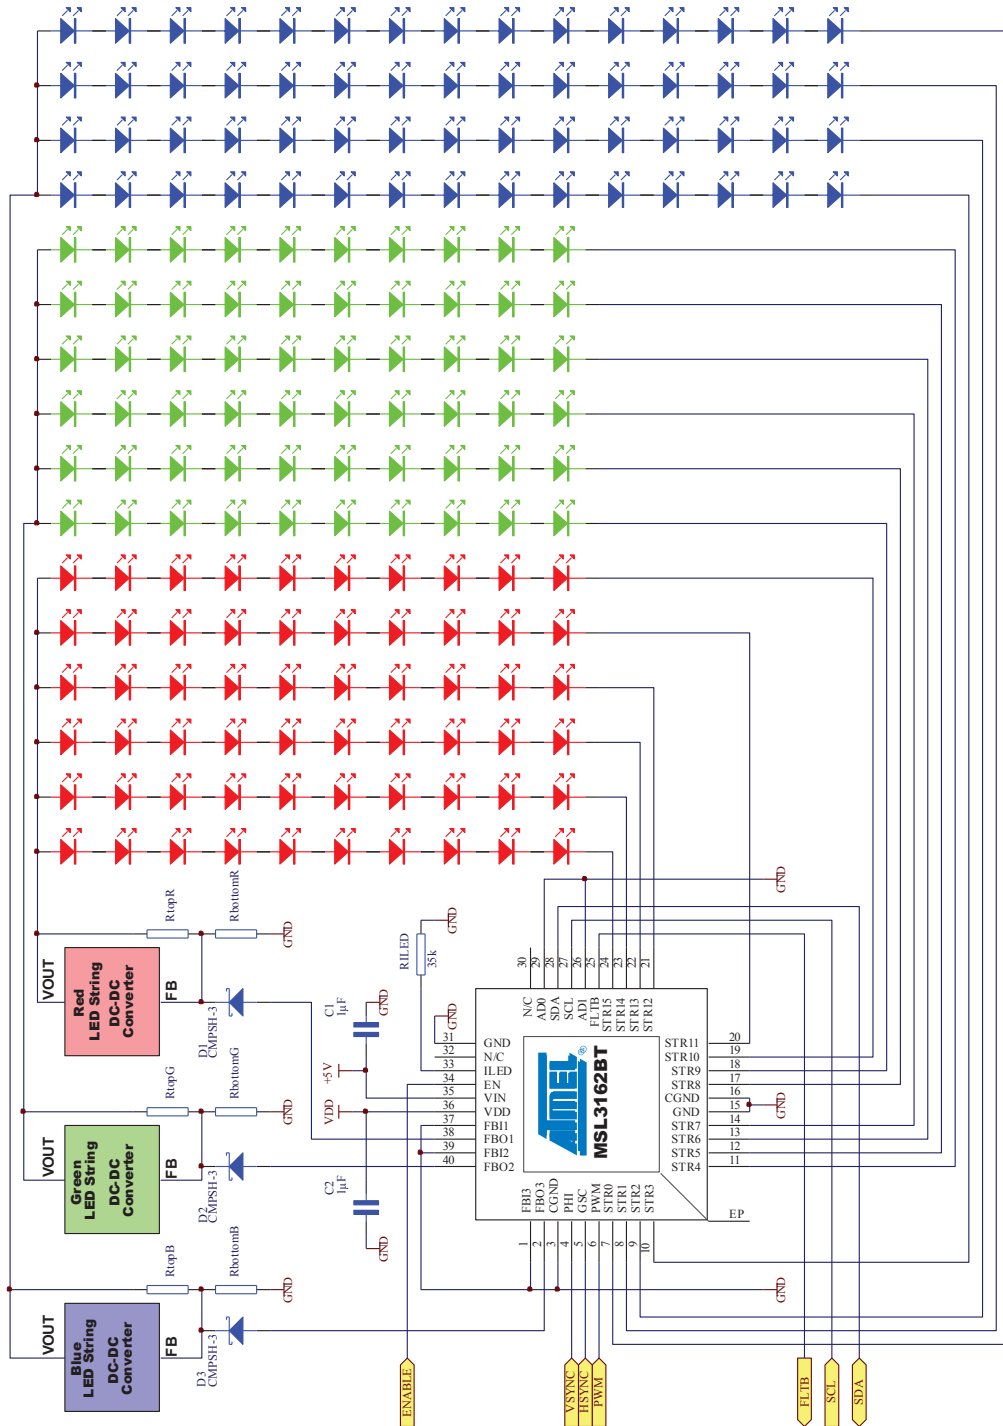 VOUT
Red
LED String
DC-DC
Converter
FB
RtopR
RbottomR
GND
D1
CMPSH-3
VOUT
Green
LED String
DC-DC
Converter
FB
RtopG
RbottomG
GND
D2
CMPSH-3
VOUT
Blue
LED String
DC-DC
Converter
FB
RtopB
RbottomB
GND
D3
CMPSH-3
RILED
35k
GND
C1
1µF
GND
+5V
VDD
C2
1µF
GND
GND
GND
GND
GND
ATMEL
®
MSL3162BT
30 N/C
29 AD0
28 SDA
27 SCL
26 AD1
25 FLTB
24 STR15
23 STR14
22 STR13
21 STR12
31 GND
32 N/C
33 ILED
34 EN
35 VIN
36 VDD
37 FBI1
38 FBO1
39 FBI2
40 FBO2
STR11 20
STR10 19
STR9 18
STR8 17
CGND 16
GND 15
STR7 14
STR6 13
STR5 12
STR4 11
1 FBI3
2 FBO3
3 CGND
4 PHI
5 GSC
6 PWM
7 STR0
8 STR1
9 STR2
10 STR3
EP
ENABLE
VSYNC
HSYNC
PWM
FLTB
SCL
SDA